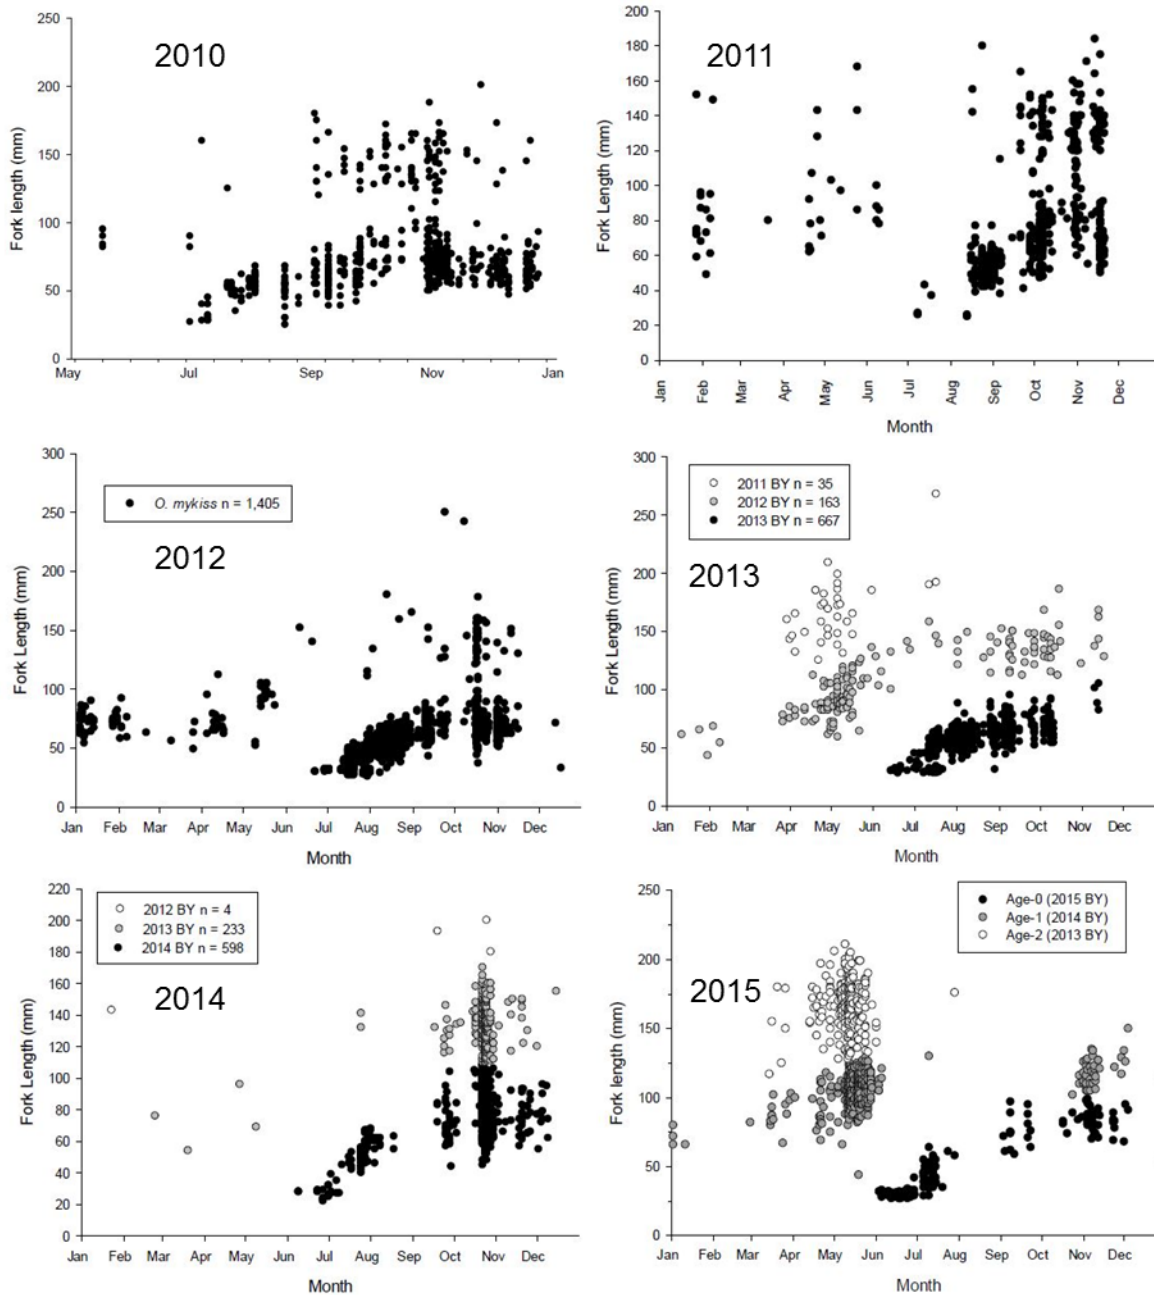 250
200
150
100
50
0
Fork length (mm)
2010
May Jul Sep Nov Jan
200
180
160
140
120
100
80
60
40
20
0
Fork Length (mm)
2011
Jan Feb Mar Apr May Jun Jul Aug Sep Oct Nov Dec
Month
300
250
200
150
100
50
0
Fork Length (mm)
O. mykiss n = 1,405
2012
Jan Feb Mar Apr May Jun Jul Aug Sep Oct Nov Dec
Month
300
250
200
150
100
50
0
Fork Length (mm)
2011 BY n = 35
2012 BY n = 163
2013 BY n = 667
2013
Jan Feb Mar Apr May Jun Jul Aug Sep Oct Nov Dec
Month
220
200
180
160
140
120
100
80
60
40
20
0
Fork Length (mm)
2012 BY n = 4
2013 BY n = 233
2014 BY n = 598
2014
Jan Feb Mar Apr May Jun Jul Aug Sep Oct Nov Dec
Month
250
200
150
100
50
0
Fork length (mm)
Age-0 (2015 BY)
Age-1 (2014 BY)
Age-2 (2013 BY)
2015
Jan Feb Mar Apr May Jun Jul Aug Sep Oct Nov Dec
Month